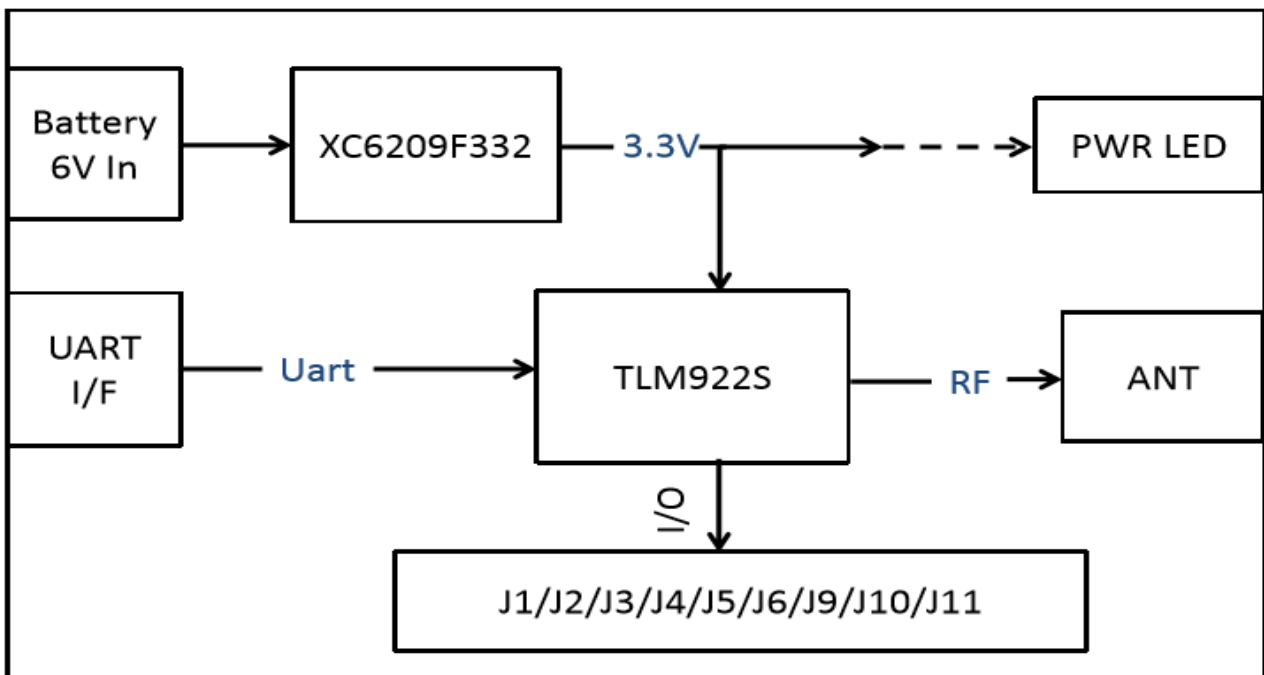 Battery
6V In
XC6209F332
3.3V
PWR LED
UART
I/F
Uart
TLM922S
RF
ANT
I/O
J1/J2/J3/J4/J5/J6/J9/J10/J11